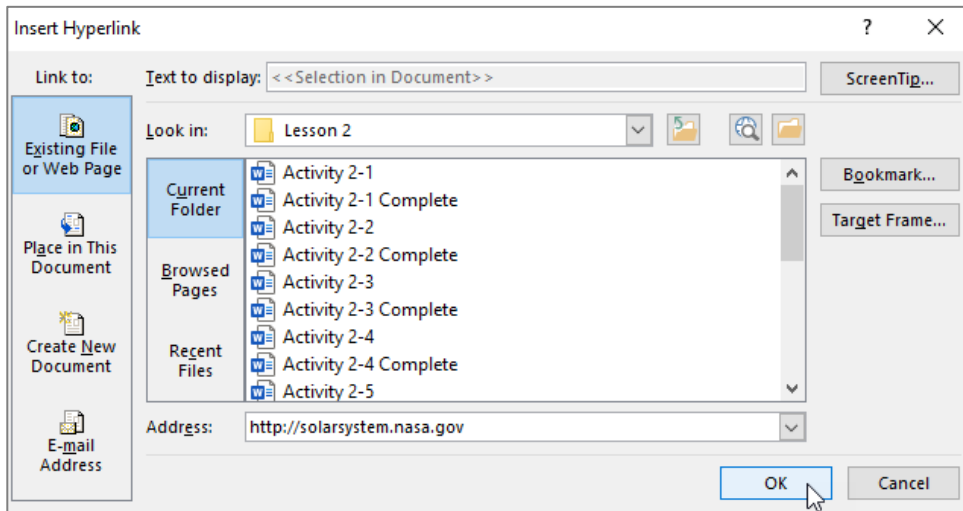 Insert Hyperlink
?
Link to:
Text to display:
<<Selection in Document>>
ScreenTip...
Existing File
or Web Page
Place in This
Document
Create New
Document
E-mail
Address
Look in:
Lesson 2
Current
Folder
Browsed
Pages
Recent
Files
Activity 2-1
Activity 2-1 Complete
Activity 2-2
Activity 2-2 Complete
Activity 2-3
Activity 2-3 Complete
Activity 2-4
Activity 2-4 Complete
Activity 2-5
Bookmark...
Target Frame...
Address:
http://solarsystem.nasa.gov
OK
Cancel